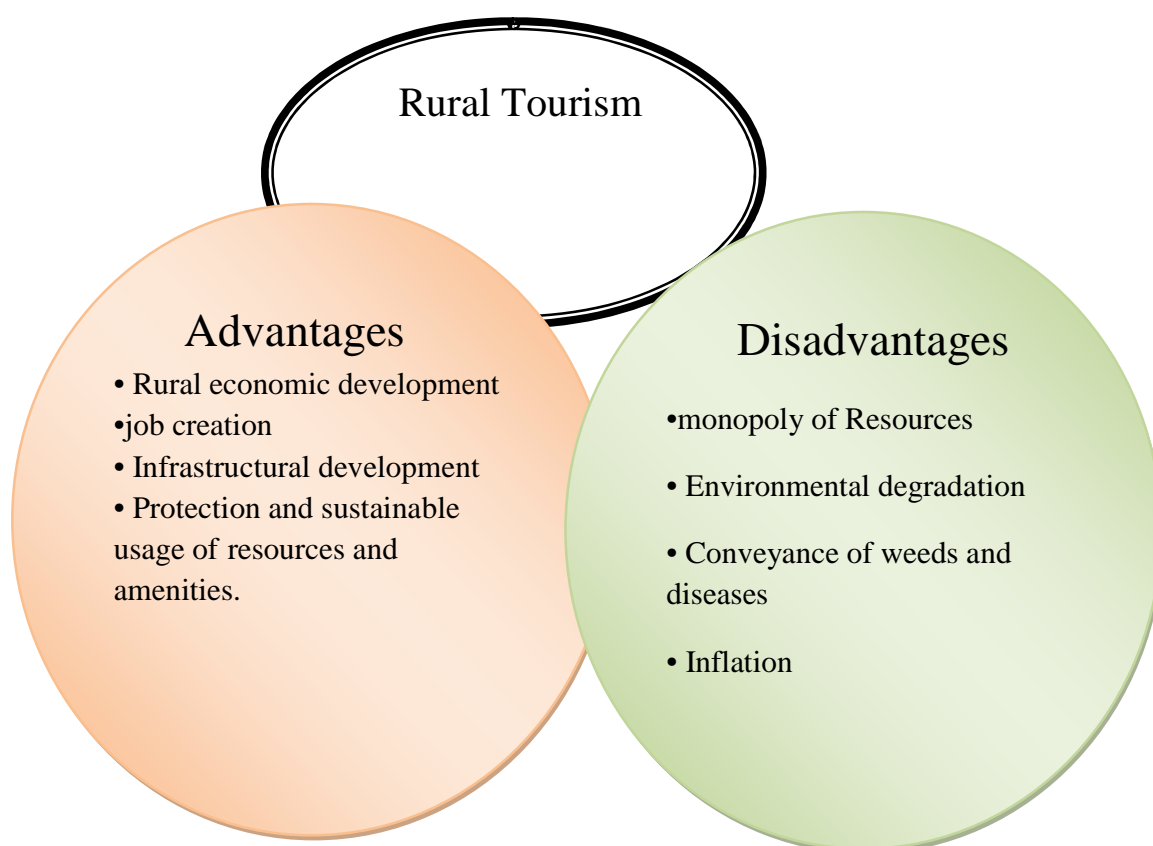 Rural Tourism
Advantages
• Rural economic development
•job creation
• Infrastructural development
• Protection and sustainable
usage of resources and
amenities.
Disadvantages
•monopoly of Resources
• Environmental degradation
• Conveyance of weeds and
diseases
• Inflation